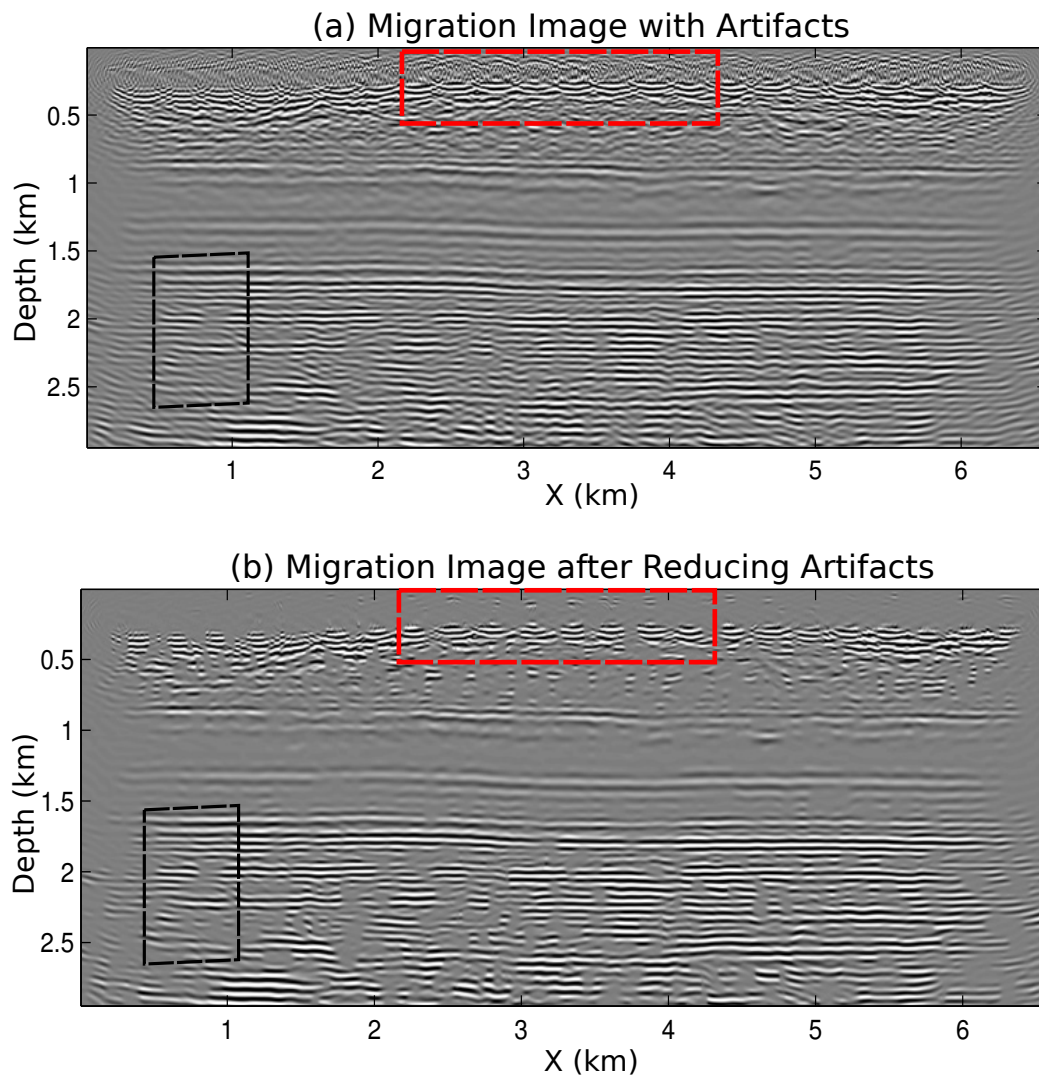 (a) Migration Image with Artifacts
0.5
1
1.5
2
2.5
Depth (km)
1 2 3 4 5 6
X (km)
(b) Migration Image after Reducing Artifacts
0.5
1
1.5
2
2.5
Depth (km)
1 2 3 4 5 6
X (km)